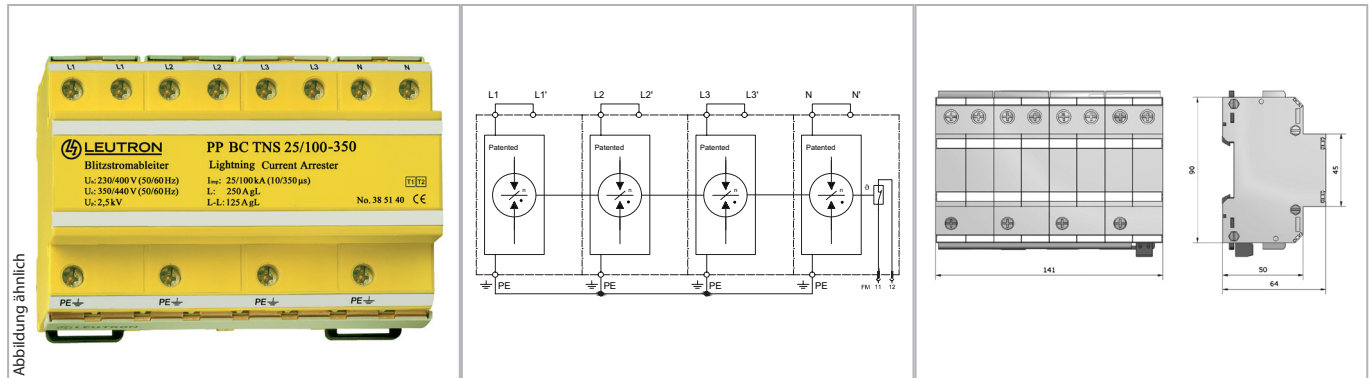 Abbildung ähnlich
L1 L1 L2 L2 L3 L3 N N
LEUTRON
Blitzstromableiter
Uₙ: 230/400 V (50/60 Hz)
U꜀: 350/440 V (50/60 Hz)
Uₚ: 2,5 kV
PP BC TNS 25/100-350
Lightning Current Arrester
Iimp: 25/100 kA (10/350 µs)
L: 250 A gL
L-L: 125 A gL
T1 T2
No. 38 51 40 CE
PE PE PE PE
LEUTRON
L1 L1' L2 L2' L3 L3' N N'
Patented Patented Patented Patented
n n n n
ϑ
PE PE PE PE
FM 11 12
90
141
45
50
64